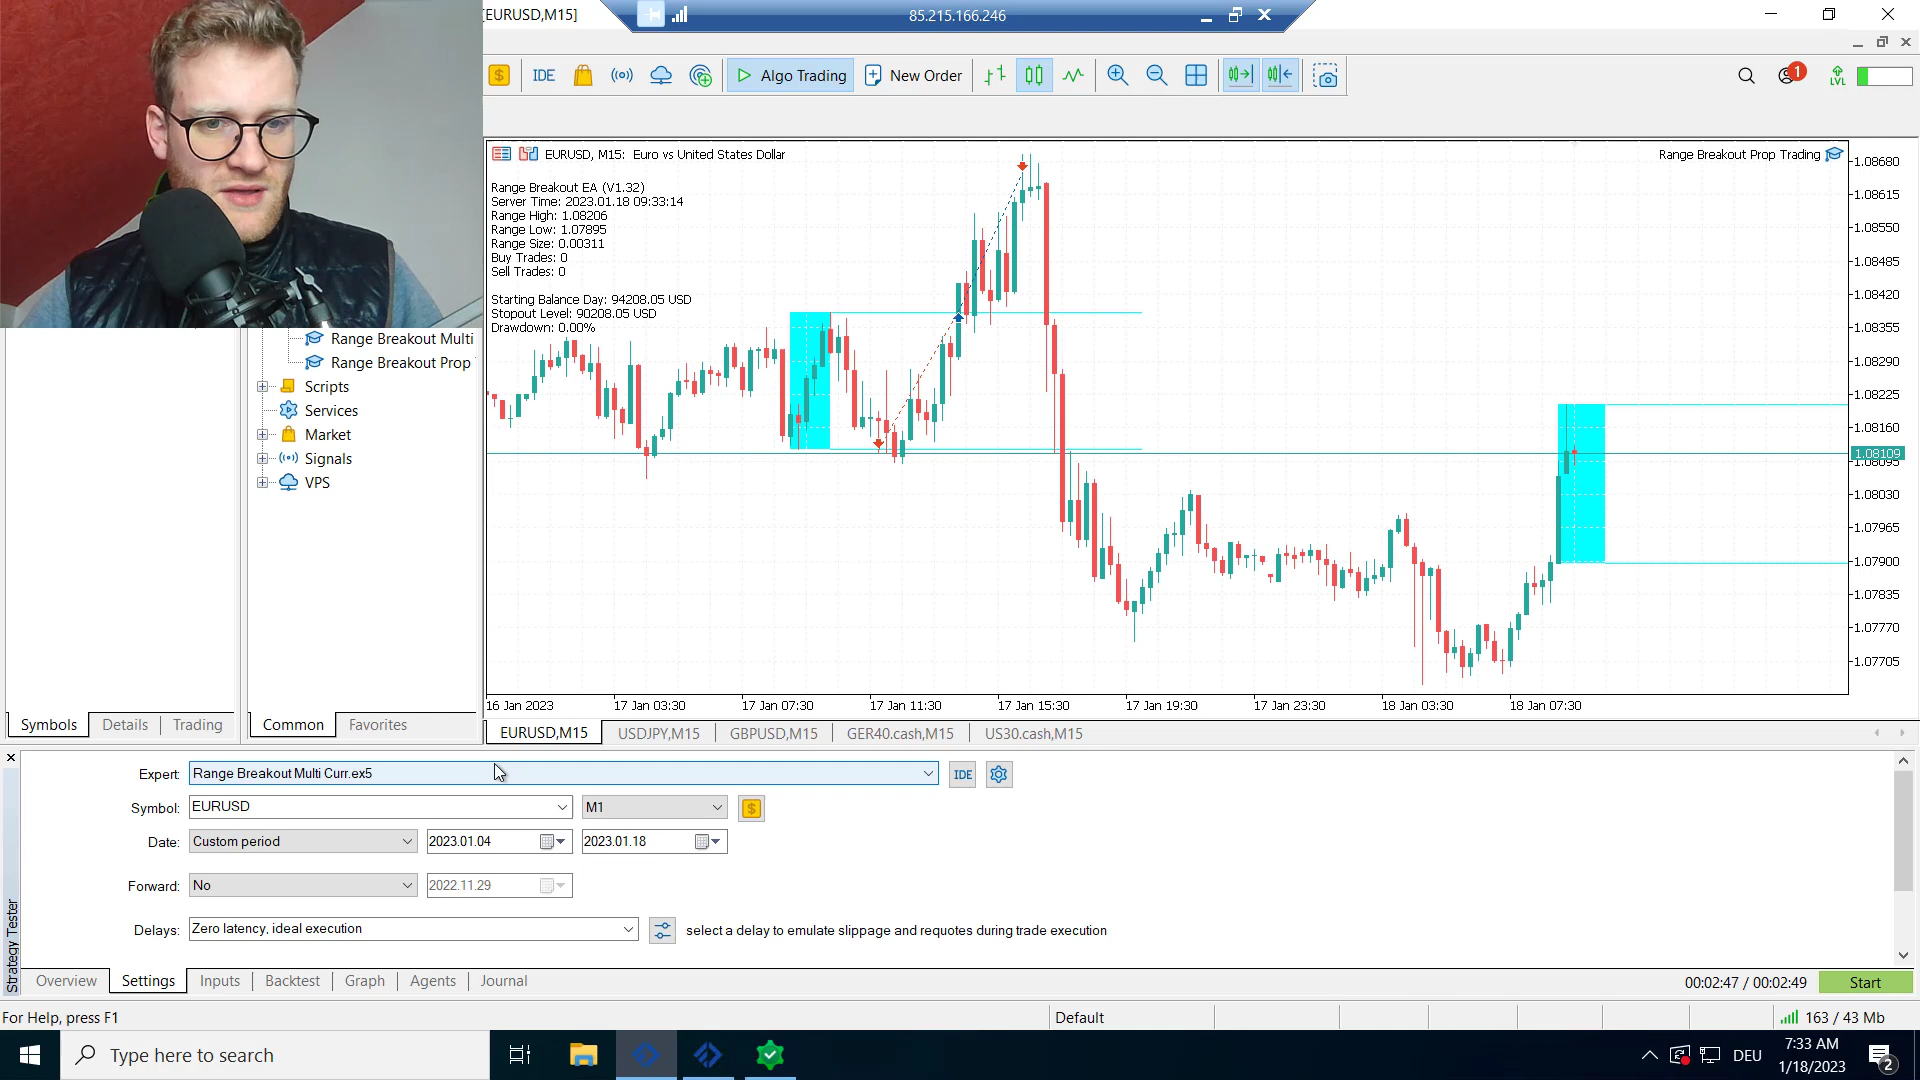 [EURUSD,M15]
85.215.166.246
IDE
Algo Trading
New Order
1
LVL
EURUSD, M15: Euro vs United States Dollar
Range Breakout Prop Trading
Range Breakout EA (V1.32)
Server Time: 2023.01.18 09:33:14
Range High: 1.08206
Range Low: 1.07895
Range Size: 0.00311
Buy Trades: 0
Sell Trades: 0
Starting Balance Day: 94208.05 USD
Stopout Level: 90208.05 USD
Drawdown: 0.00%
1.08680
1.08615
1.08550
1.08485
1.08420
1.08355
1.08290
1.08225
1.08160
1.08109
1.08095
1.08030
1.07965
1.07900
1.07835
1.07770
1.07705
16 Jan 2023
17 Jan 03:30
17 Jan 07:30
17 Jan 11:30
17 Jan 15:30
17 Jan 19:30
17 Jan 23:30
18 Jan 03:30
18 Jan 07:30
Range Breakout Multi
Range Breakout Prop
Scripts
Services
Market
Signals
VPS
Symbols
Details
Trading
Common
Favorites
EURUSD,M15
USDJPY,M15
GBPUSD,M15
GER40.cash,M15
US30.cash,M15
Strategy Tester
Expert: Range Breakout Multi Curr.ex5
IDE
Symbol: EURUSD
M1
$
Date: Custom period
2023.01.04
2023.01.18
Forward: No
2022.11.29
Delays: Zero latency, ideal execution
select a delay to emulate slippage and requotes during trade execution
Overview
Settings
Inputs
Backtest
Graph
Agents
Journal
00:02:47 / 00:02:49
Start
For Help, press F1
Default
163 / 43 Mb
Type here to search
DEU
7:33 AM
1/18/2023
2